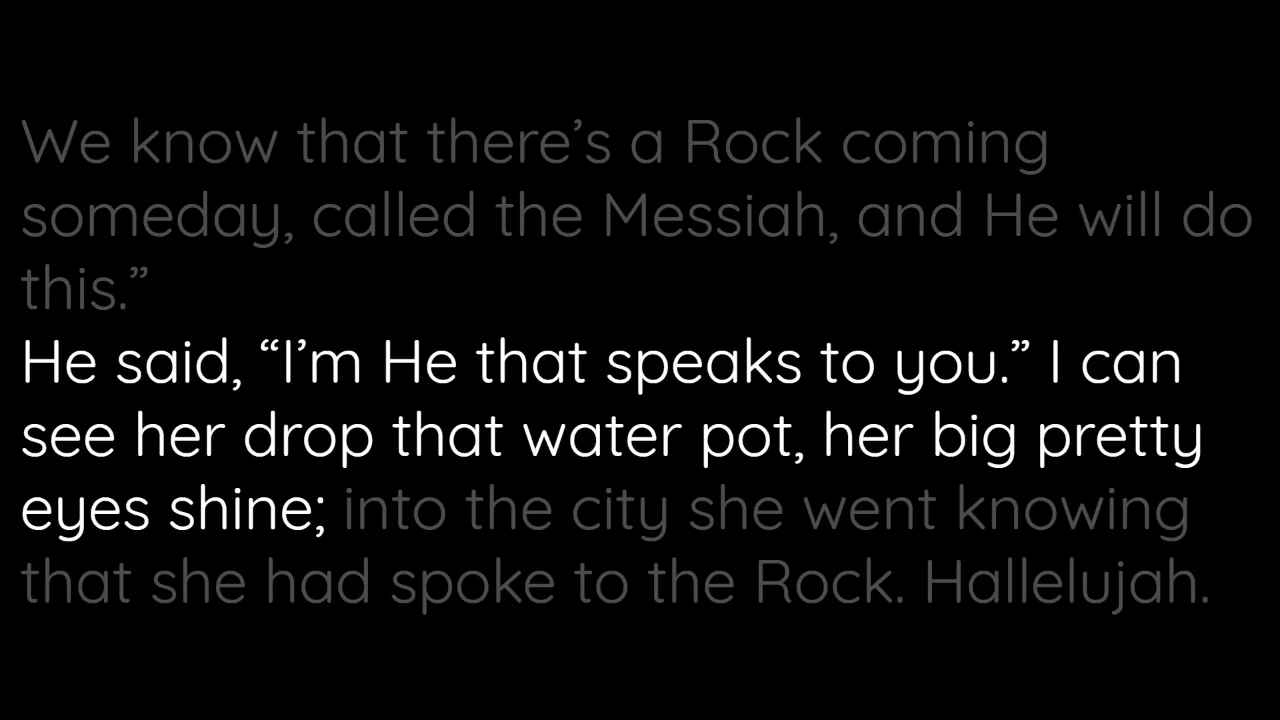 We know that there’s a Rock coming
someday, called the Messiah, and He will do
this.”
He said, “I’m He that speaks to you.” I can
see her drop that water pot, her big pretty
eyes shine; into the city she went knowing
that she had spoke to the Rock. Hallelujah.